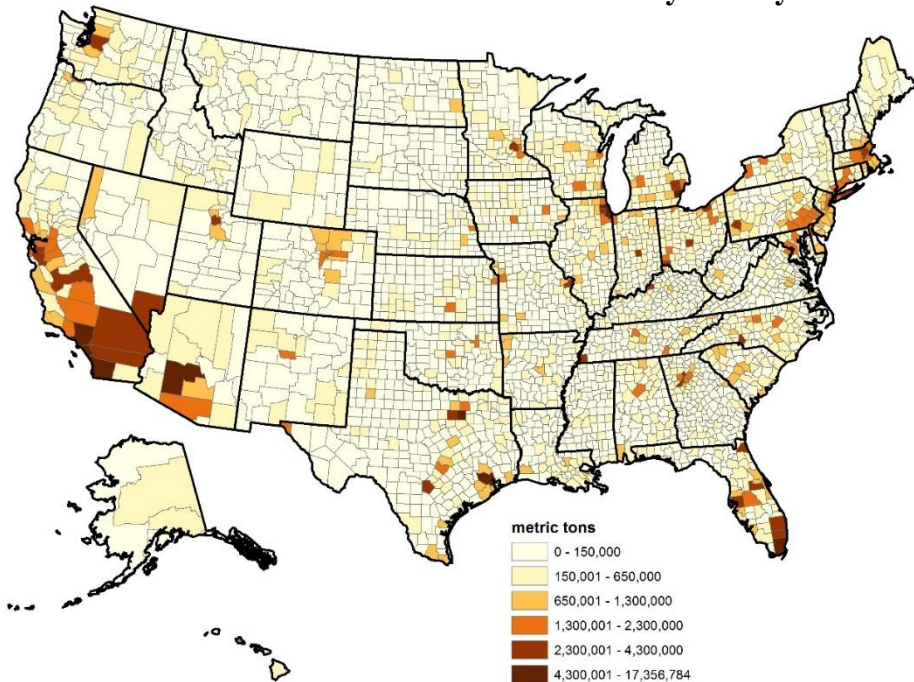 metric tons
0 - 150,000
150,001 - 650,000
650,001 - 1,300,000
1,300,001 - 2,300,000
2,300,001 - 4,300,000
4,300,001 - 17,356,784